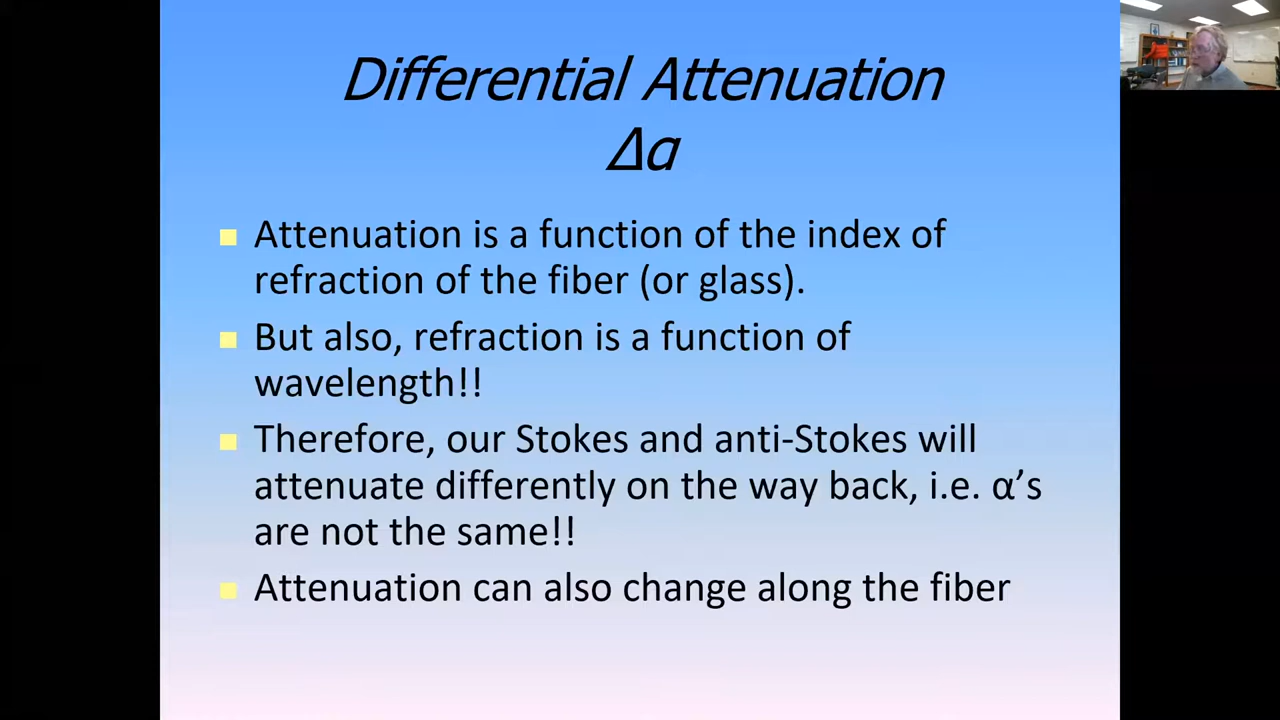 Differential Attenuation
Δα
Attenuation is a function of the index of
refraction of the fiber (or glass).
But also, refraction is a function of
wavelength!!
Therefore, our Stokes and anti-Stokes will
attenuate differently on the way back, i.e. α’s
are not the same!!
Attenuation can also change along the fiber